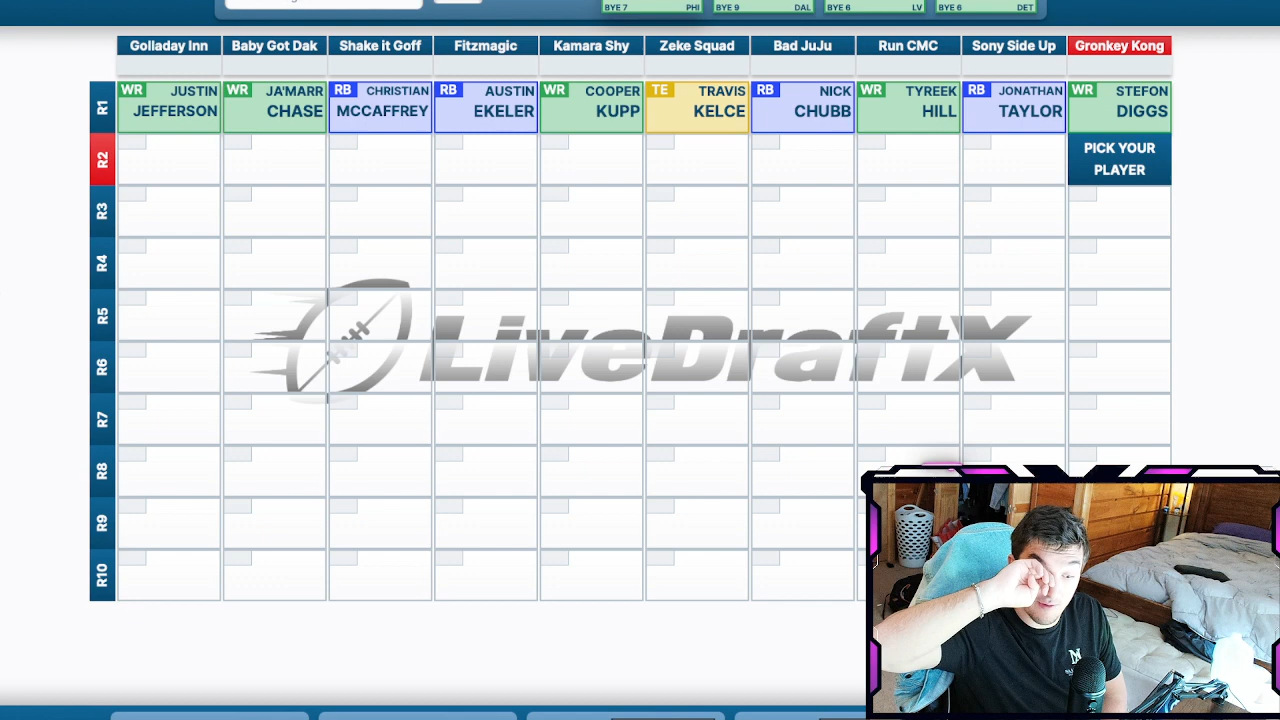 BYE 7 PHI BYE 9 DAL BYE 6 LV BYE 6 DET
Golladay Inn Baby Got Dak Shake it Goff Fitzmagic Kamara Shy Zeke Squad Bad JuJu Run CMC Sony Side Up Gronkey Kong
R1
WR JUSTIN
JEFFERSON
WR JA'MARR
CHASE
RB CHRISTIAN
MCCAFFREY
RB AUSTIN
EKELER
WR COOPER
KUPP
TE TRAVIS
KELCE
RB NICK
CHUBB
WR TYREEK
HILL
RB JONATHAN
TAYLOR
WR STEFON
DIGGS
R2
PICK YOUR
PLAYER
R3
R4
R5
LiveDraftX
R6
R7
R8
R9
R10